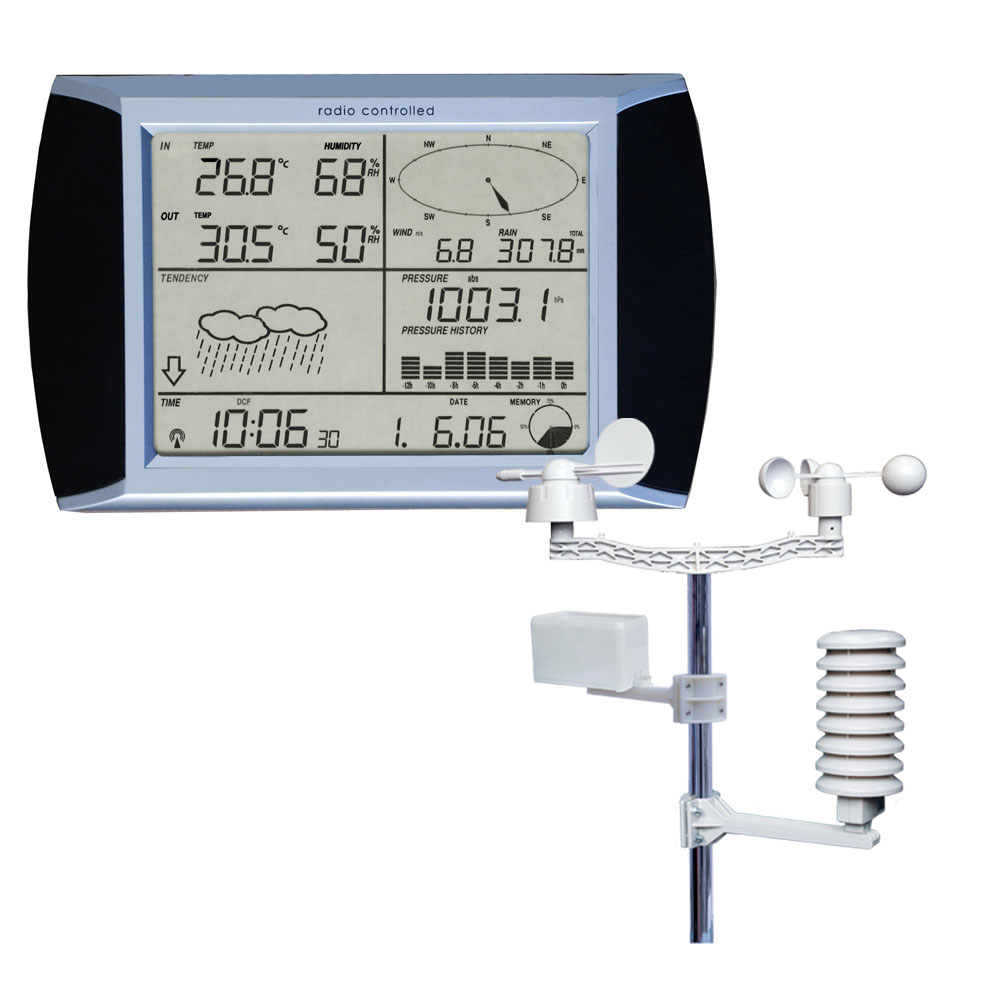 radio controlled
IN TEMP HUMIDITY
26.8 °C 68 % RH
OUT TEMP
30.5 °C 50 % RH
N
NW NE
W E
SW SE
S
WIND m/s RAIN TOTAL
6.8 307.8 mm
TENDENCY
PRESSURE abs
1003.1 hPa
PRESSURE HISTORY
-12h -10h -8h -6h -4h -2h -1h 0h
TIME DCF DATE MEMORY
10:06 30 1. 6.06